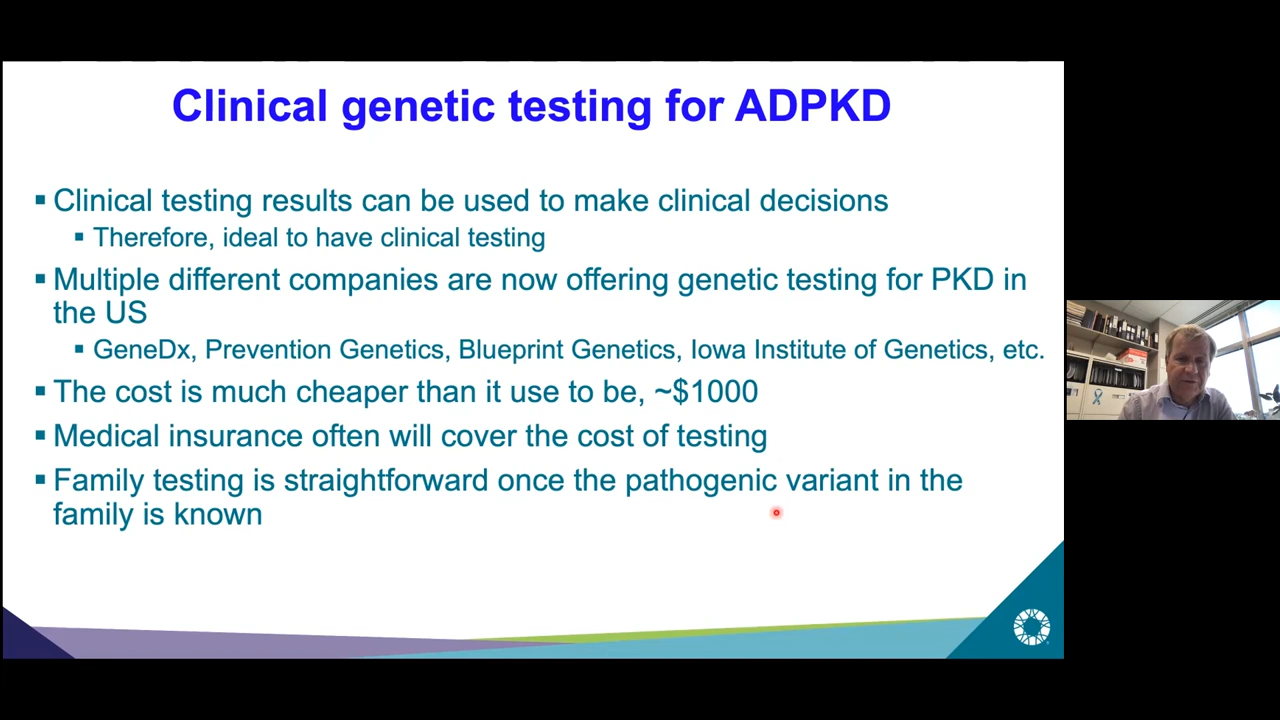 Clinical genetic testing for ADPKD
Clinical testing results can be used to make clinical decisions
Therefore, ideal to have clinical testing
Multiple different companies are now offering genetic testing for PKD in
the US
GeneDx, Prevention Genetics, Blueprint Genetics, Iowa Institute of Genetics, etc.
The cost is much cheaper than it use to be, ~$1000
Medical insurance often will cover the cost of testing
Family testing is straightforward once the pathogenic variant in the
family is known